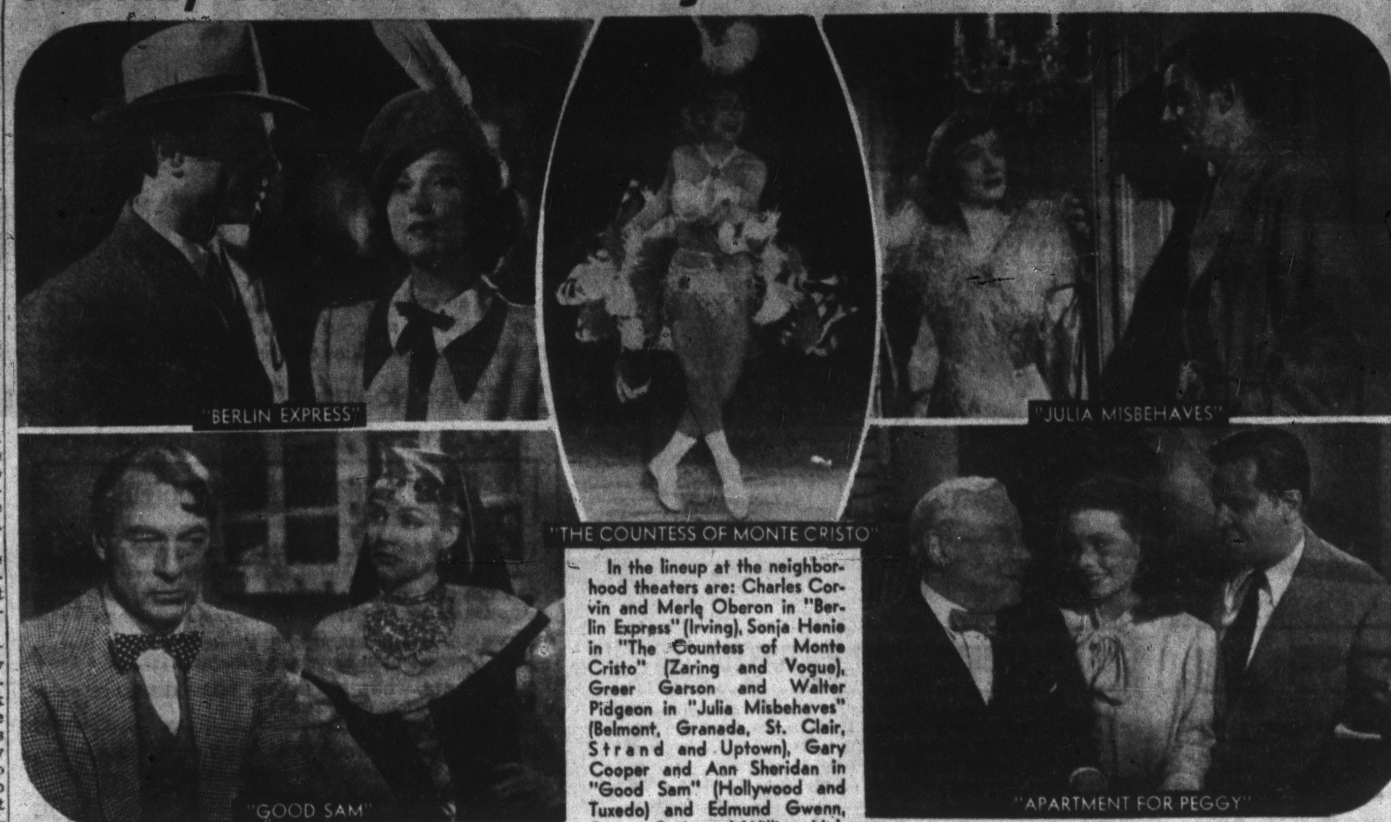 "BERLIN EXPRESS"
"JULIA MISBEHAVES"
"THE COUNTESS OF MONTE CRISTO"
In the lineup at the neighbor-
hood theaters are: Charles Cor-
vin and Merle Oberon in "Ber-
lin Express" (Irving), Sonja Henie
in "The Countess of Monte
Cristo" (Zaring and Vogue),
Greer Garson and Walter
Pidgeon in "Julia Misbehaves"
(Belmont, Granada, St. Clair,
Strand and Uptown), Gary
Cooper and Ann Sheridan in
"Good Sam" (Hollywood and
Tuxedo) and Edmund Gwenn,
"GOOD SAM"
"APARTMENT FOR PEGGY"